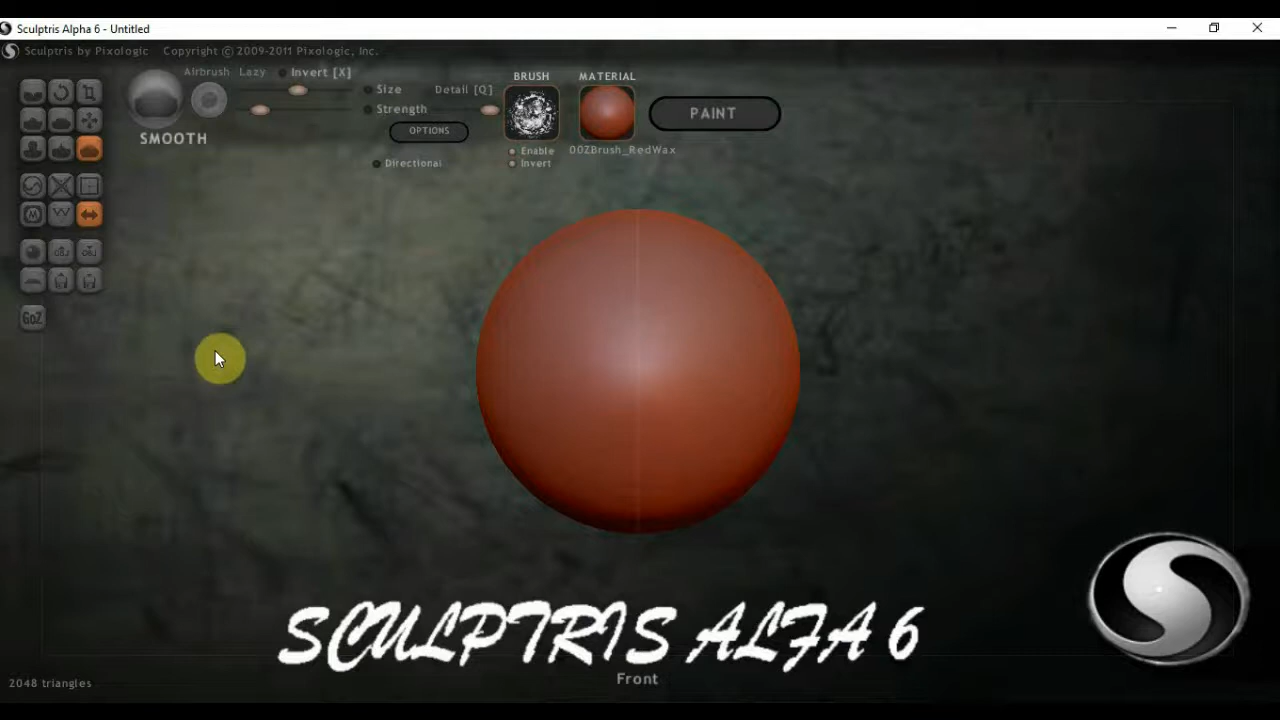 Sculptris Alpha 6 - Untitled
Sculptris by Pixologic Copyright © 2009-2011 Pixologic, Inc.
Airbrush Lazy Invert [X]
Size Detail [Q]
Strength
OPTIONS
Directional
SMOOTH
BRUSH
Enable
Invert
MATERIAL
00ZBrush_RedWax
PAINT
GoZ
SCULPTRIS ALFA 6
2048 triangles
Front